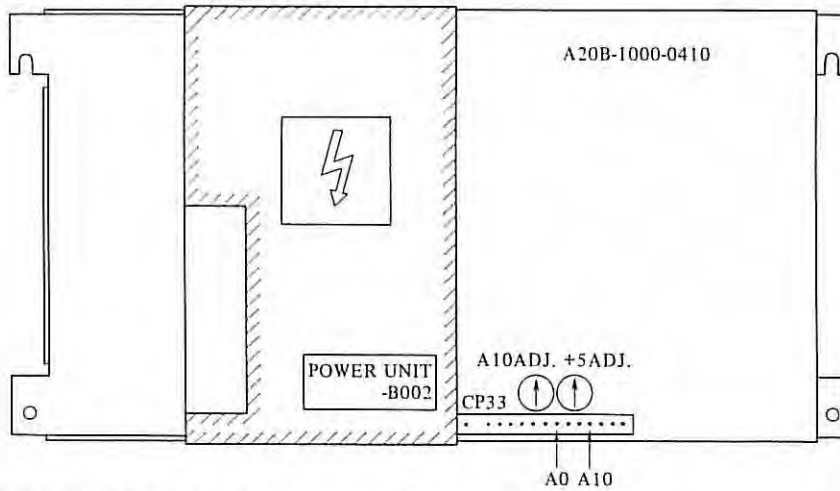 A20B-1000-0410
POWER UNIT
-B002
A10ADJ. +5ADJ.
CP33
A0 A10